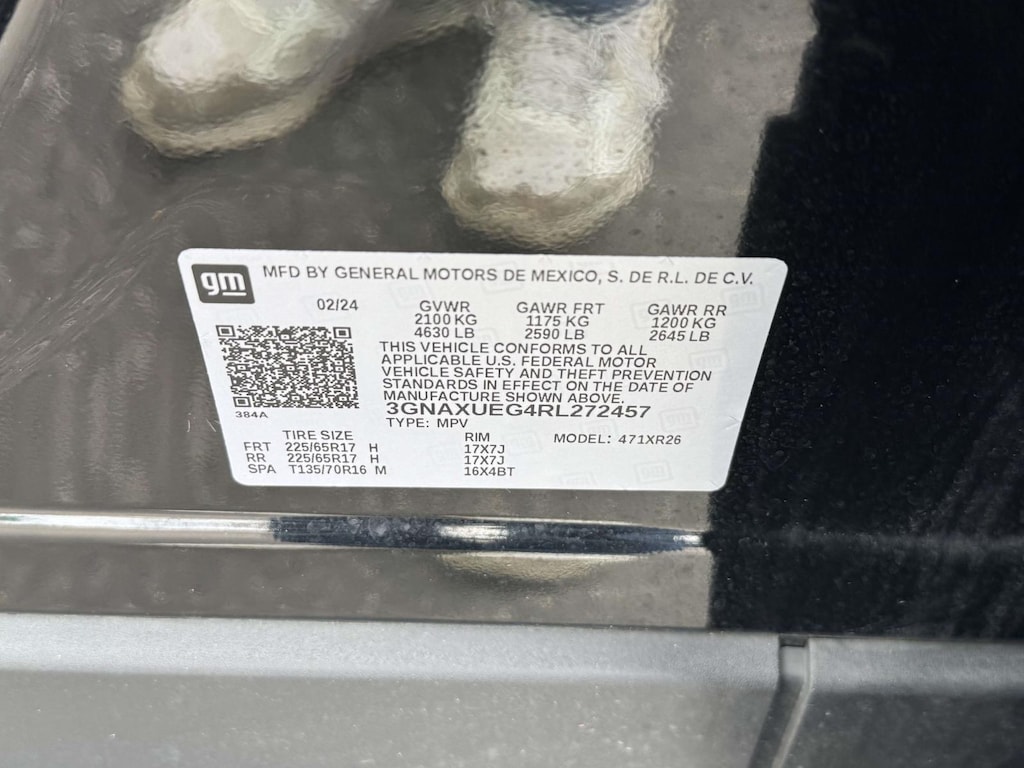 gm
MFD BY GENERAL MOTORS DE MEXICO, S. DE R.L. DE C.V.
02/24 GVWR GAWR FRT GAWR RR
2100 KG 1175 KG 1200 KG
4630 LB 2590 LB 2645 LB
THIS VEHICLE CONFORMS TO ALL
APPLICABLE U.S. FEDERAL MOTOR
VEHICLE SAFETY AND THEFT PREVENTION
STANDARDS IN EFFECT ON THE DATE OF
MANUFACTURE SHOWN ABOVE.
3GNAXUEG4RL272457
384A
TYPE: MPV
TIRE SIZE RIM MODEL: 471XR26
FRT 225/65R17 H 17X7J
RR 225/65R17 H 17X7J
SPA T135/70R16 M 16X4BT